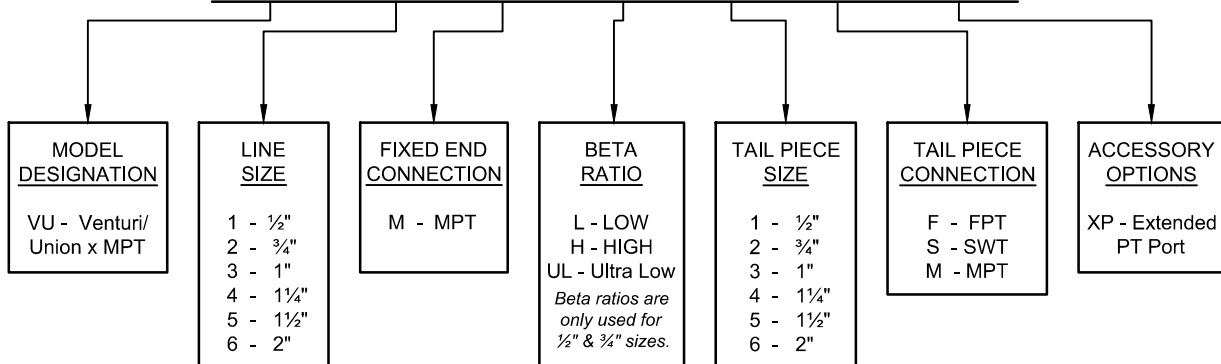 MODEL
DESIGNATION
VU - Venturi/
Union x MPT
LINE
SIZE
1 - ½"
2 - ¾"
3 - 1"
4 - 1¼"
5 - 1½"
6 - 2"
FIXED END
CONNECTION
M - MPT
BETA
RATIO
L - LOW
H - HIGH
UL - Ultra Low
Beta ratios are
only used for
½" & ¾" sizes.
TAIL PIECE
SIZE
1 - ½"
2 - ¾"
3 - 1"
4 - 1¼"
5 - 1½"
6 - 2"
TAIL PIECE
CONNECTION
F - FPT
S - SWT
M - MPT
ACCESSORY
OPTIONS
XP - Extended
PT Port